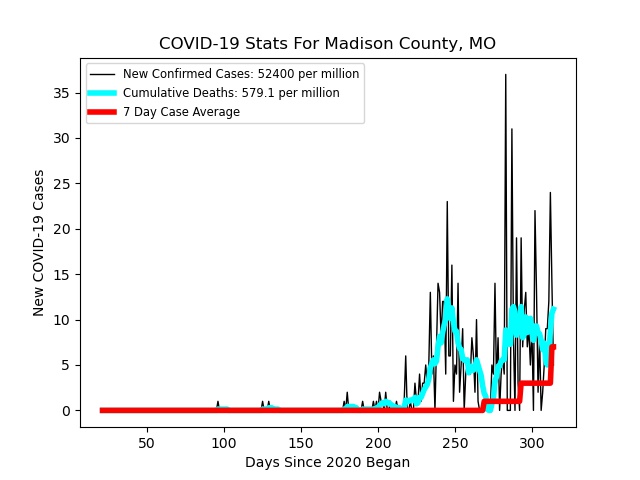 COVID-19 Stats For Madison County, MO
New Confirmed Cases: 52400 per million
Cumulative Deaths: 579.1 per million
7 Day Case Average
New COVID-19 Cases
35
30
25
20
15
10
5
0
50 100 150 200 250 300
Days Since 2020 Began